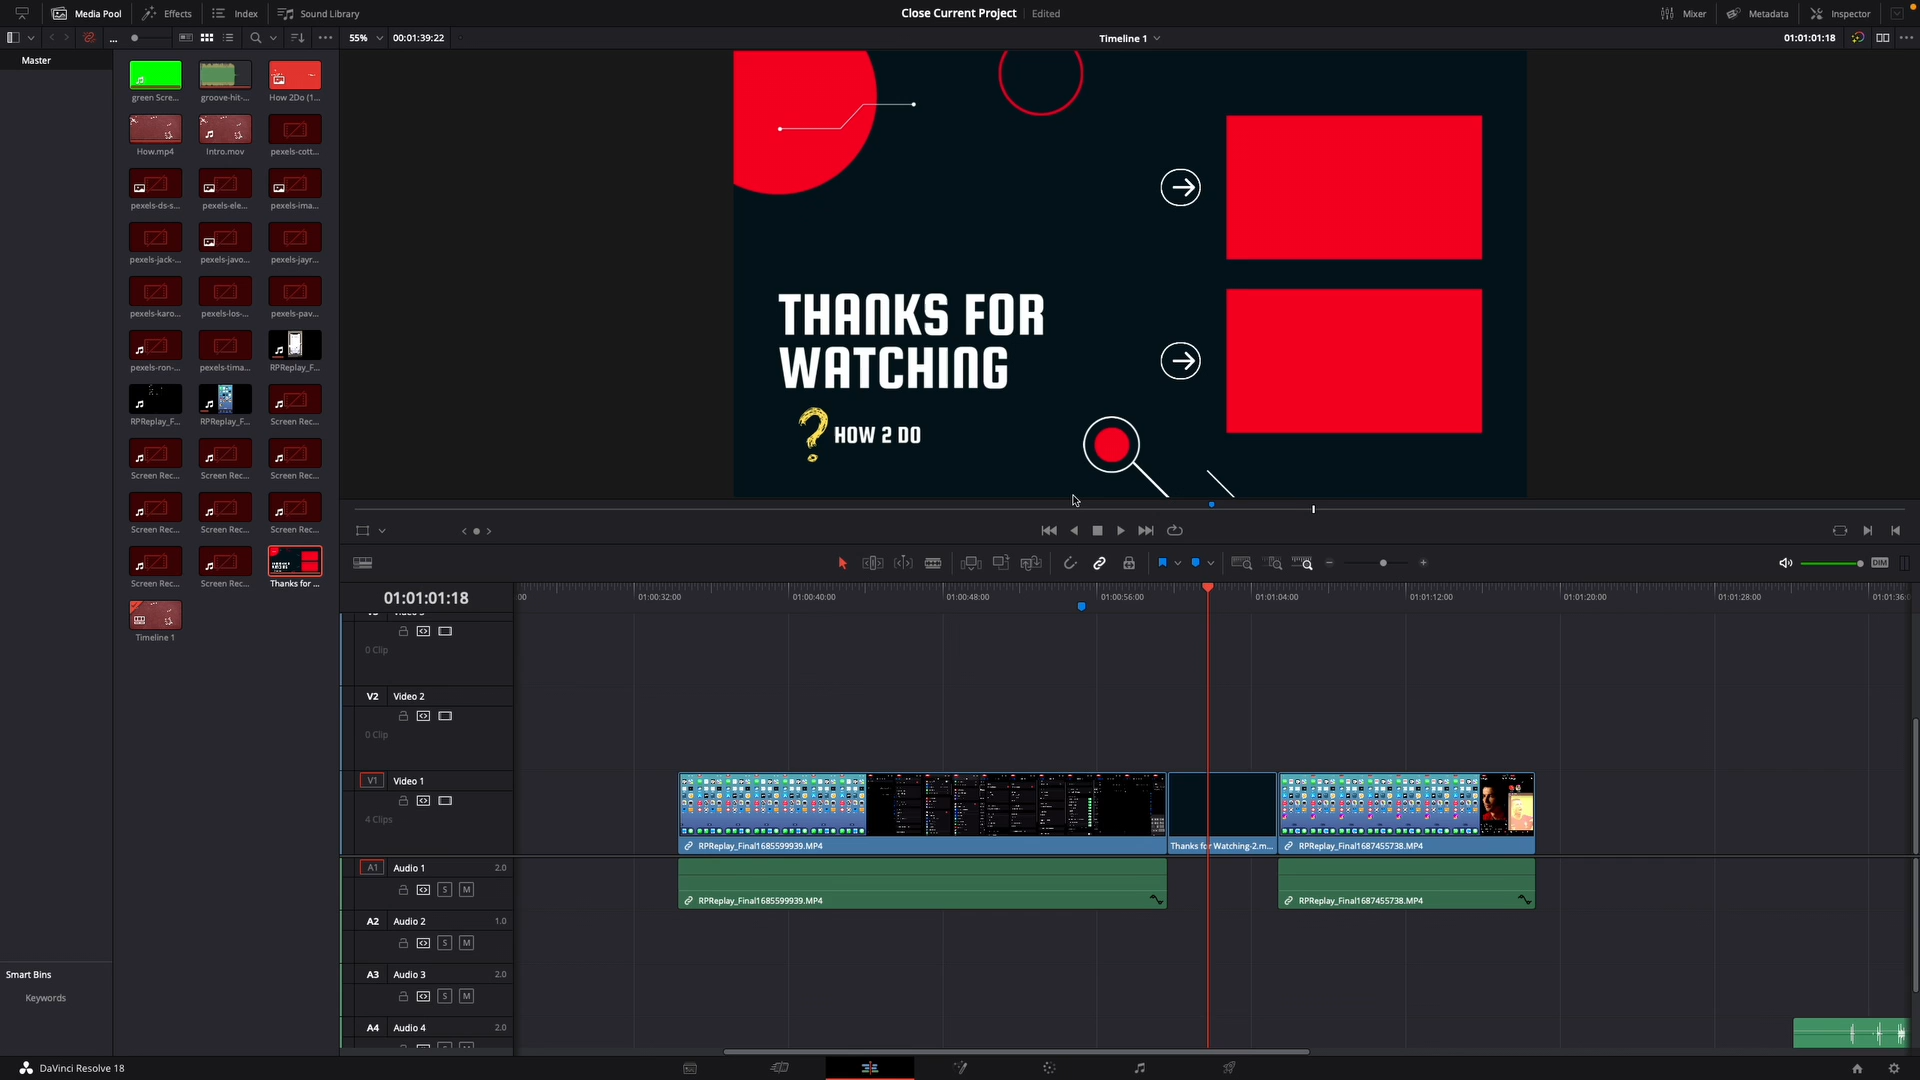 Media Pool
Effects
Index
Sound Library
Close Current Project
Edited
Mixer
Metadata
Inspector
...
55%
00:01:39:22
Timeline 1
01:01:01:18
Master
green Scre...
groove-hit-...
How 2Do (1...
How.mp4
Intro.mov
pexels-cott...
pexels-ds-s...
pexels-ele...
pexels-ima...
pexels-jack-...
pexels-javo...
pexels-jayr...
pexels-karo...
pexels-los-...
pexels-pav...
pexels-ron-...
pexels-tima...
RPReplay_F...
RPReplay_F...
RPReplay_F...
Screen Rec...
Screen Rec...
Screen Rec...
Screen Rec...
Screen Rec...
Screen Rec...
Screen Rec...
Screen Rec...
Screen Rec...
Thanks for ...
Timeline 1
Smart Bins
Keywords
THANKS FOR
WATCHING
? HOW 2 DO
DIM
01:01:01:18
:00
01:00:32:00
01:00:40:00
01:00:48:00
01:00:56:00
01:01:04:00
01:01:12:00
01:01:20:00
01:01:28:00
01:01:36:0
0 Clip
V2
Video 2
0 Clip
V1
Video 1
4 Clips
RPReplay_Final1685599939.MP4
Thanks for Watching-2.m...
RPReplay_Final1687455738.MP4
A1
Audio 1
2.0
S
M
RPReplay_Final1685599939.MP4
RPReplay_Final1687455738.MP4
A2
Audio 2
1.0
S
M
A3
Audio 3
2.0
S
M
A4
Audio 4
2.0
DaVinci Resolve 18